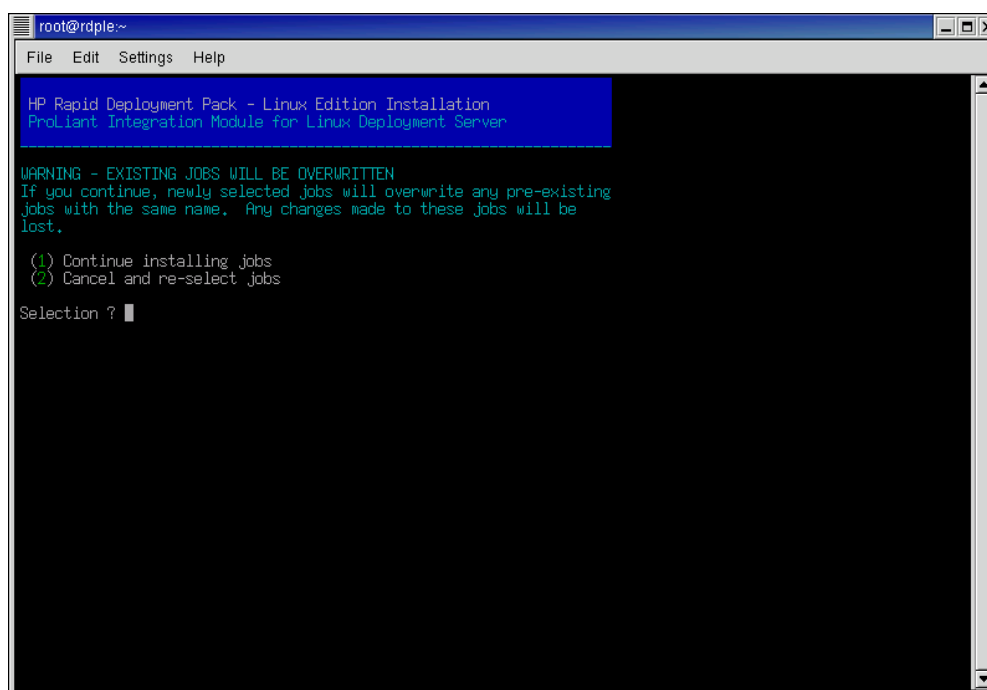 root@rdple:~
File Edit Settings Help
HP Rapid Deployment Pack - Linux Edition Installation
ProLiant Integration Module for Linux Deployment Server
WARNING - EXISTING JOBS WILL BE OVERWRITTEN
If you continue, newly selected jobs will overwrite any pre-existing
jobs with the same name. Any changes made to these jobs will be
lost.
(1) Continue installing jobs
(2) Cancel and re-select jobs
Selection ?